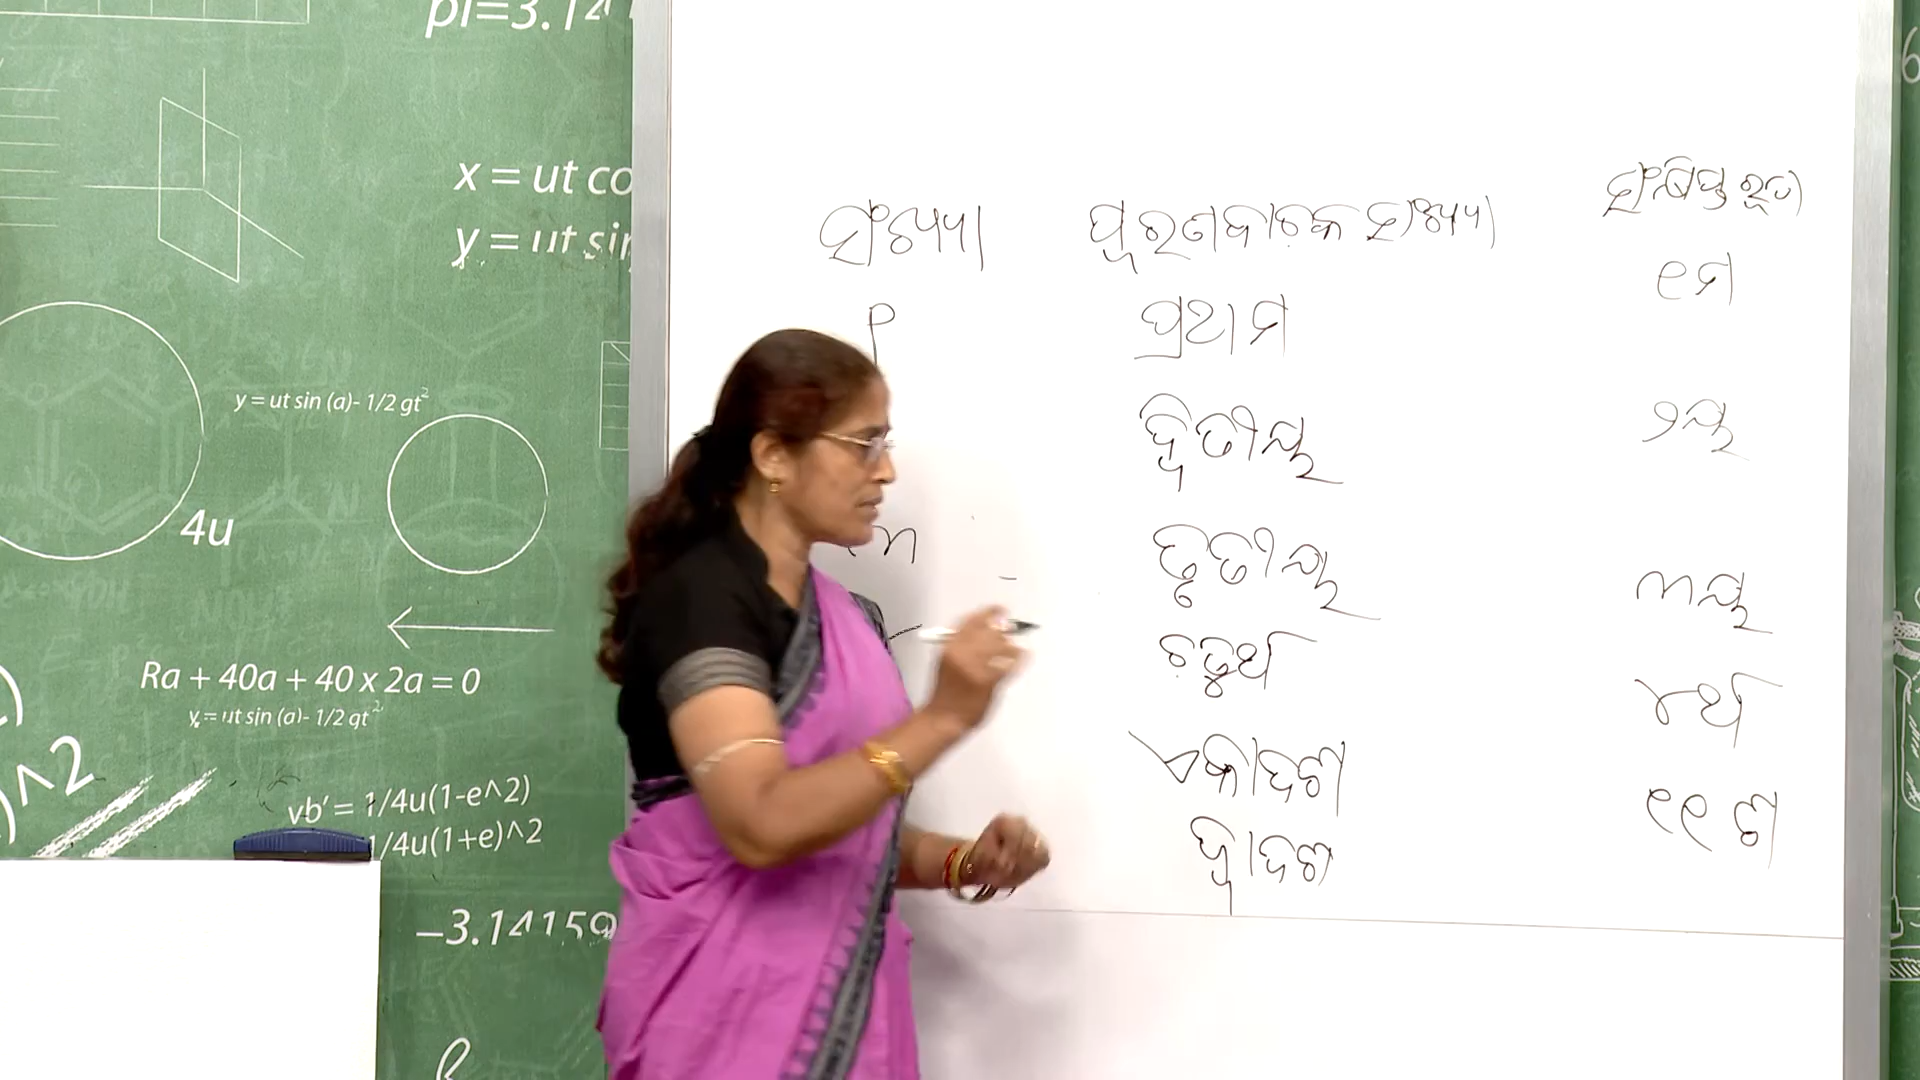 pi=3.14
x = ut co
y = ut sin
y = ut sin (a)- 1/2 gt²
4u
Ra + 40a + 40 x 2a = 0
y = ut sin (a)- 1/2 gt²
)^2
vb' = 1/4u(1-e^2)
1/4u(1+e)^2
–3.14159
ସଂଖ୍ୟା ପୂରଣବାଚକ ସଂଖ୍ୟା ସଂକ୍ଷିପ୍ତ ରୂପ
୧ ପ୍ରଥମ ୧ମ
ଦ୍ୱିତୀୟ ୨ୟ
୩ ତୃତୀୟ ୩ୟ
ଚତୁର୍ଥ ୪ର୍ଥ
ଏକାଦଶ ୧୧ଶ
ଦ୍ୱାଦଶ